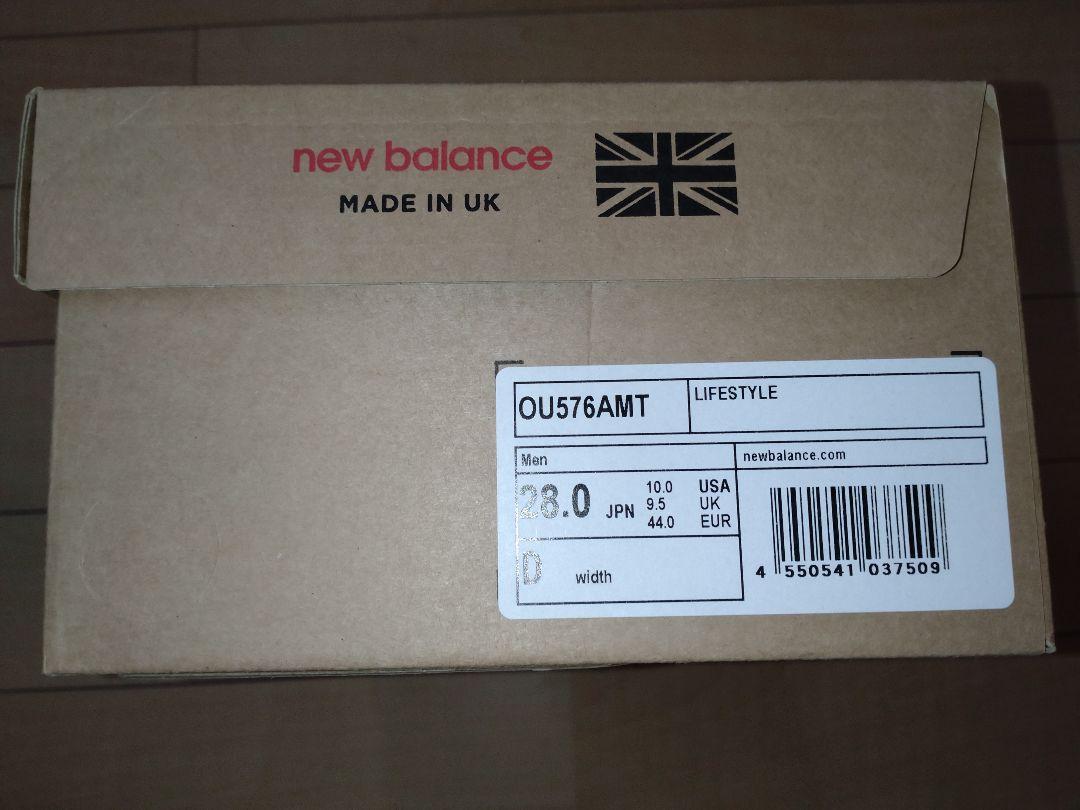 new balance
MADE IN UK
OU576AMT
LIFESTYLE
Men
newbalance.com
28.0 JPN
10.0 USA
9.5 UK
44.0 EUR
D width
4 550541 037509